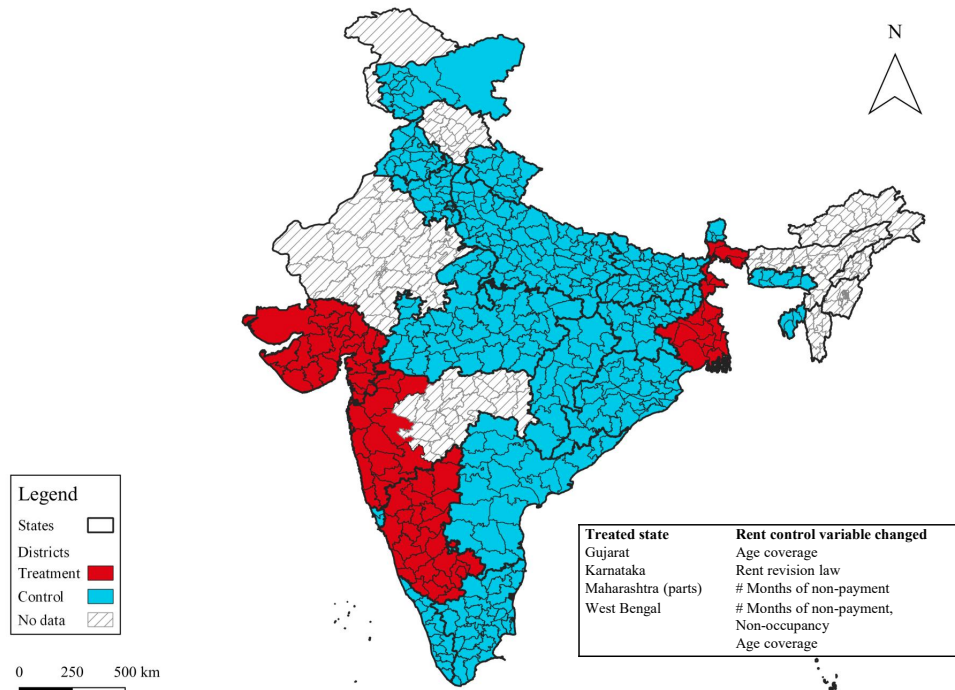 N
Legend
States
Districts
Treatment
Control
No data
0 250 500 km
Treated state Rent control variable changed
Gujarat Age coverage
Karnataka Rent revision law
Maharashtra (parts) # Months of non-payment
West Bengal # Months of non-payment,
Non-occupancy
Age coverage